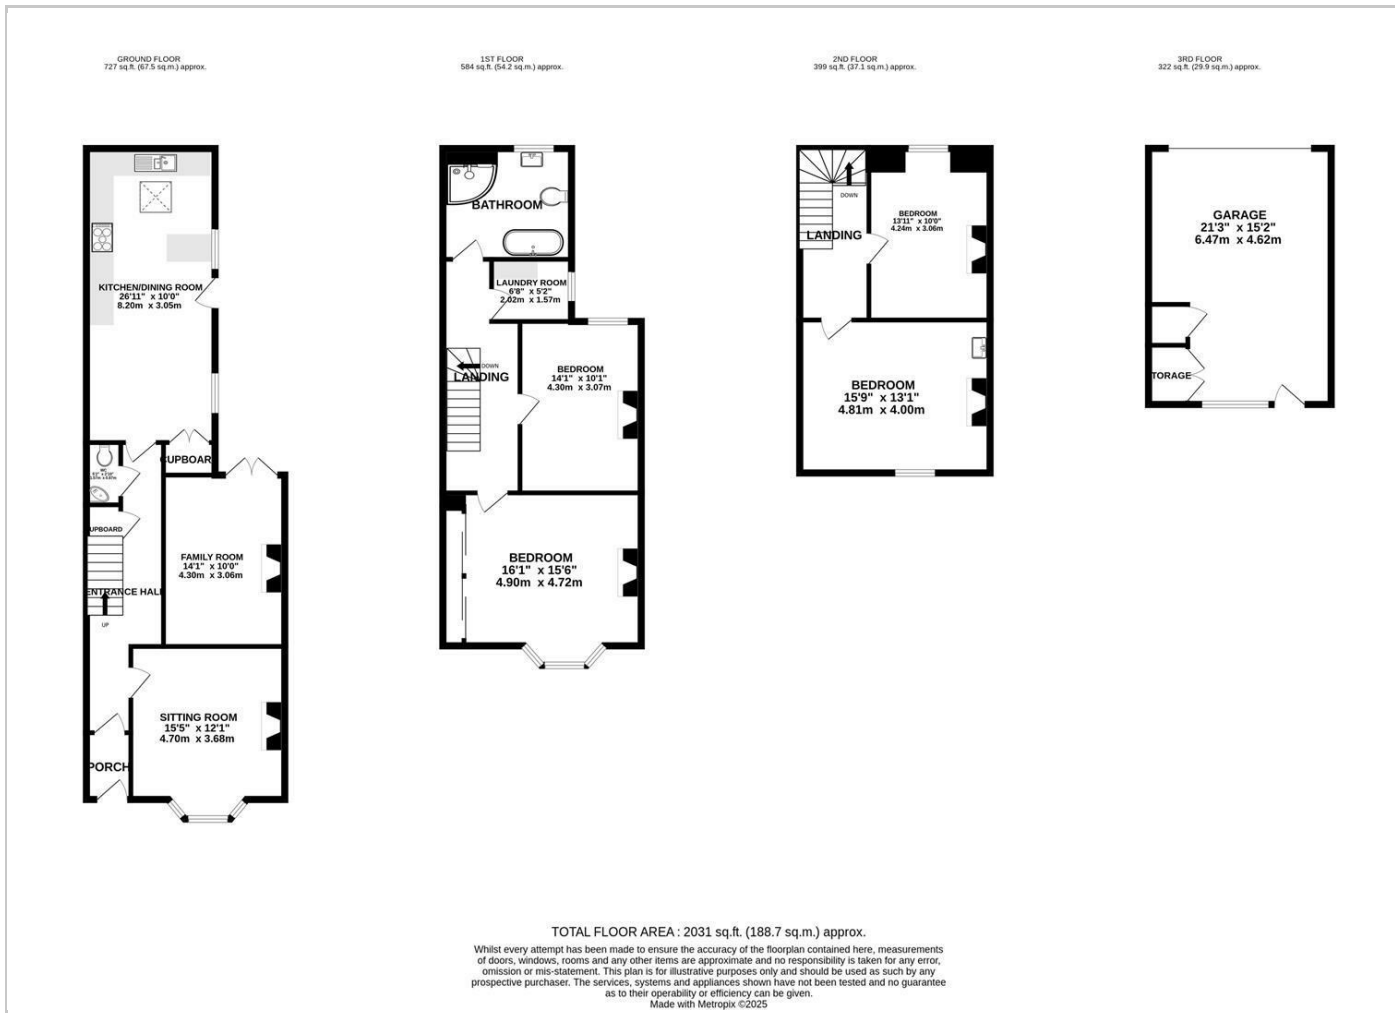 GROUND FLOOR
727 sq.ft. (67.5 sq.m.) approx.
1ST FLOOR
584 sq.ft. (54.2 sq.m.) approx.
2ND FLOOR
399 sq.ft. (37.1 sq.m.) approx.
3RD FLOOR
322 sq.ft. (29.9 sq.m.) approx.
KITCHEN/DINING ROOM
26'11" x 10'0"
8.20m x 3.05m
CUPBOAR
WC
UPBOARD
FAMILY ROOM
14'1" x 10'0"
4.30m x 3.06m
ENTRANCE HALL
UP
SITTING ROOM
15'5" x 12'1"
4.70m x 3.68m
PORCH
BATHROOM
LAUNDRY ROOM
6'8" x 5'2"
2.02m x 1.57m
DOWN
LANDING
BEDROOM
14'1" x 10'1"
4.30m x 3.07m
BEDROOM
16'1" x 15'6"
4.90m x 4.72m
DOWN
LANDING
BEDROOM
13'11" x 10'0"
4.24m x 3.06m
BEDROOM
15'9" x 13'1"
4.81m x 4.00m
GARAGE
21'3" x 15'2"
6.47m x 4.62m
TORAGE
TOTAL FLOOR AREA : 2031 sq.ft. (188.7 sq.m.) approx.
Whilst every attempt has been made to ensure the accuracy of the floorplan contained here, measurements
of doors, windows, rooms and any other items are approximate and no responsibility is taken for any error,
omission or mis-statement. This plan is for illustrative purposes only and should be used as such by any
prospective purchaser. The services, systems and appliances shown have not been tested and no guarantee
as to their operability or efficiency can be given.
Made with Metropix ©2025